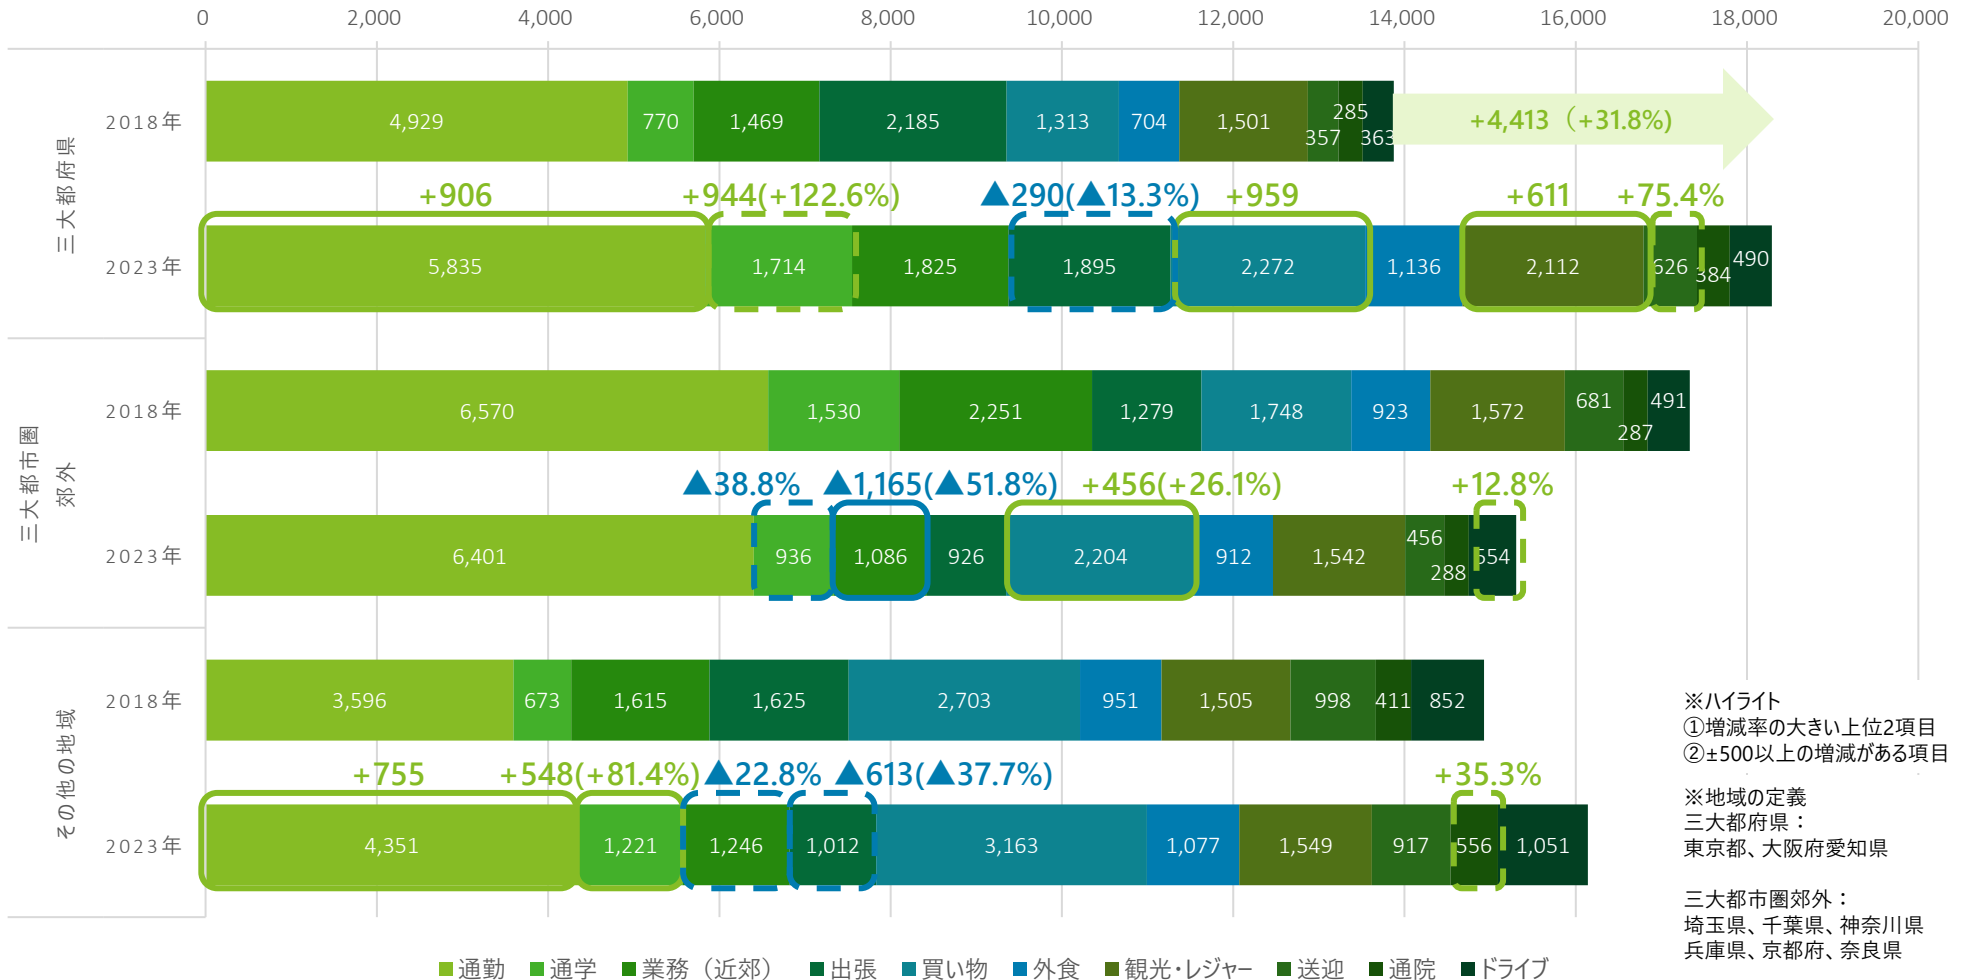 0 2,000 4,000 6,000 8,000 10,000 12,000 14,000 16,000 18,000 20,000
三大都府県
2018年 4,929 770 1,469 2,185 1,313 704 1,501 357 285 363 +4,413（+31.8%）
+906 +944(+122.6%) ▲290(▲13.3%) +959 +611 +75.4%
2023年 5,835 1,714 1,825 1,895 2,272 1,136 2,112 626 384 490
三大都市圏
郊外
2018年 6,570 1,530 2,251 1,279 1,748 923 1,572 681 287 491
▲38.8% ▲1,165(▲51.8%) +456(+26.1%) +12.8%
2023年 6,401 936 1,086 926 2,204 912 1,542 456 288 554
その他の地域
2018年 3,596 673 1,615 1,625 2,703 951 1,505 998 411 852
+755 +548(+81.4%) ▲22.8% ▲613(▲37.7%) +35.3%
2023年 4,351 1,221 1,246 1,012 3,163 1,077 1,549 917 556 1,051
※ハイライト
①増減率の大きい上位2項目
②±500以上の増減がある項目
※地域の定義
三大都府県：
東京都、大阪府愛知県
三大都市圏郊外：
埼玉県、千葉県、神奈川県
兵庫県、京都府、奈良県
通勤 通学 業務（近郊） 出張 買い物 外食 観光・レジャー 送迎 通院 ドライブ